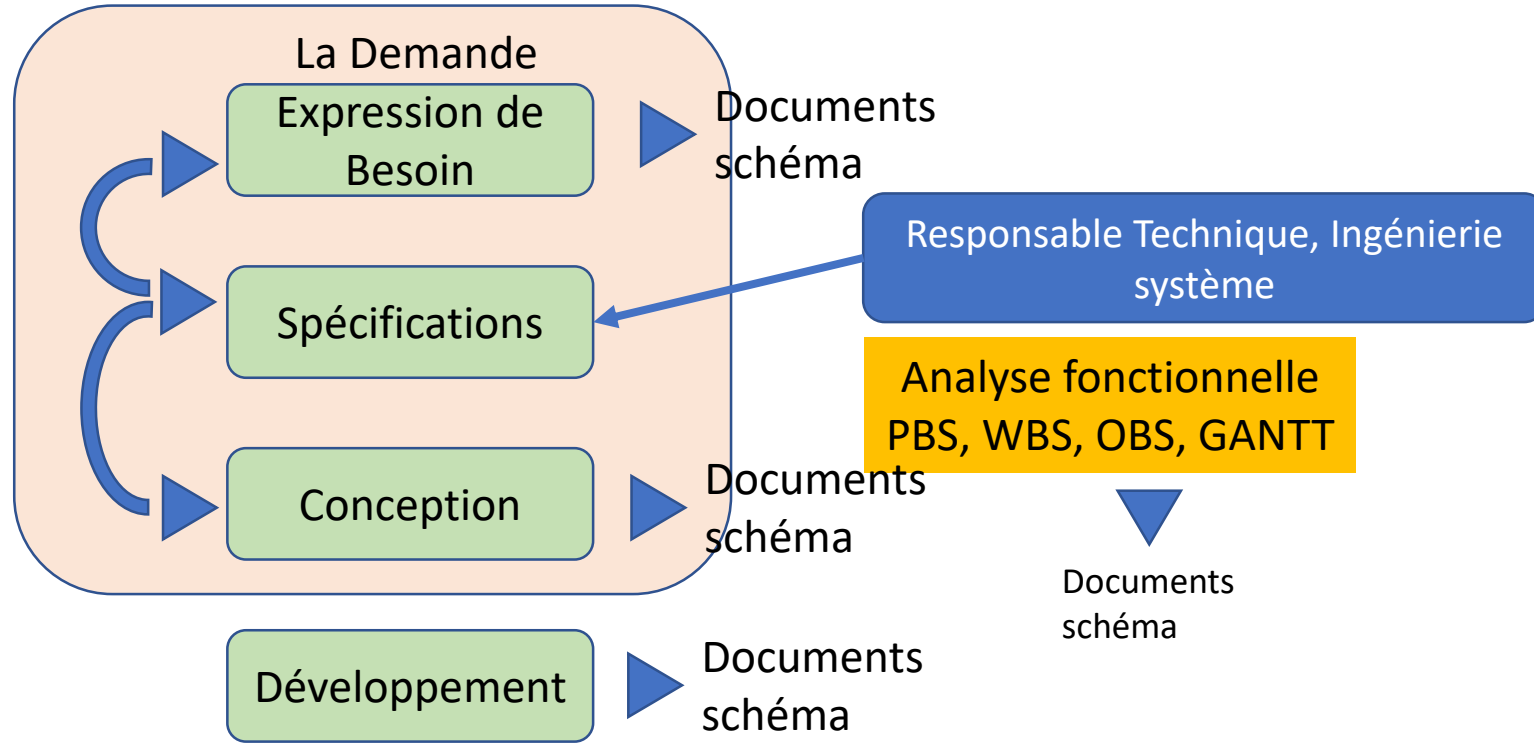 La Demande
Expression de
Besoin
Documents
schéma
Responsable Technique, Ingénierie
système
Spécifications
Analyse fonctionnelle
PBS, WBS, OBS, GANTT
Conception
Documents
schéma
Documents
schéma
Développement
Documents
schéma